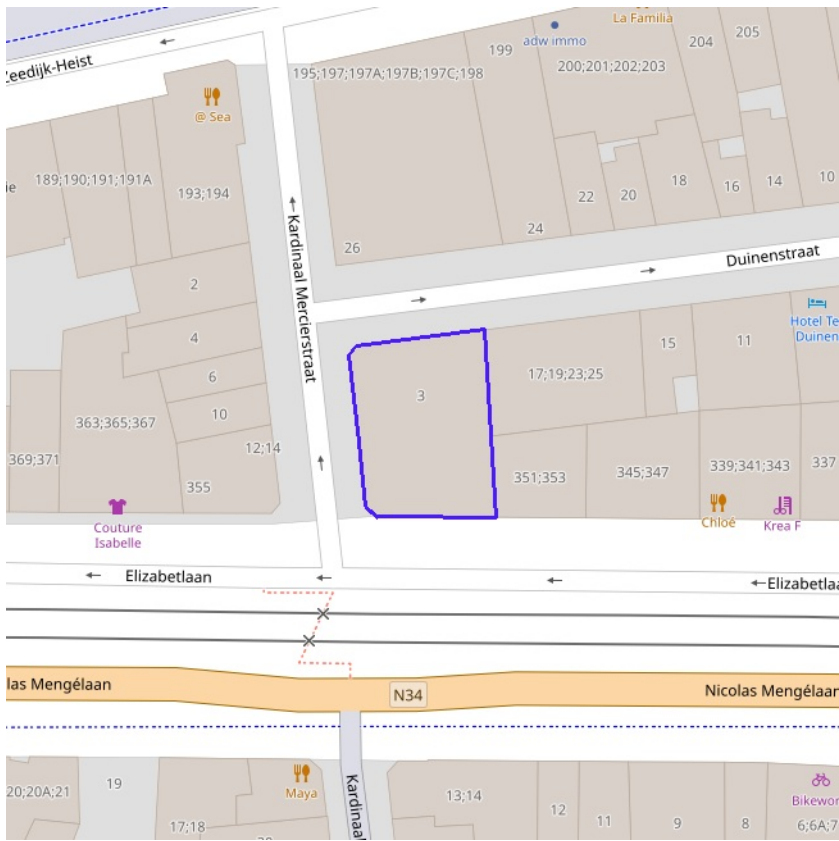 La Familia
adw immo
199
204
205
Zeedijk-Heist
195;197;197A;197B;197C;198
200;201;202;203
@ Sea
189;190;191;191A
193;194
ie
22
20
18
16
14
10
24
26
Kardinaal Mercierstraat
Duinenstraat
2
4
6
10
12;14
363;365;367
369;371
355
3
17;19;23;25
15
11
Hotel Te
Duinen
351;353
345;347
339;341;343
337
Chloé
Krea F
Couture
Isabelle
Elizabetlaan
Elizabetlaa
las Mengélaan
N34
Nicolas Mengélaan
Kardinaal
20;20A;21
19
17;18
Maya
13;14
12
11
9
8
Bikewor
6;6A;7